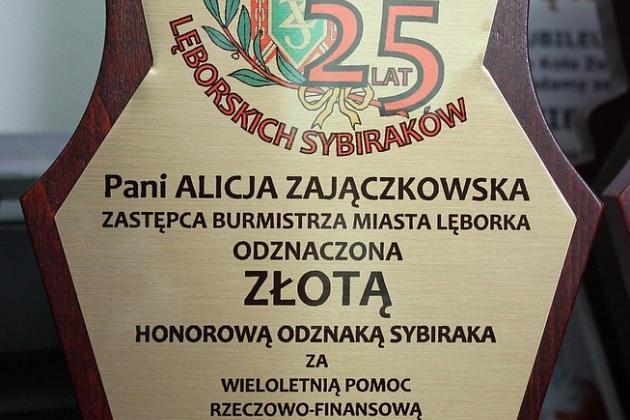 25
LAT
LĘBORSKICH SYBIRAKÓW
Pani ALICJA ZAJĄCZKOWSKA
ZASTĘPCA BURMISTRZA MIASTA LĘBORKA
ODZNACZONA
ZŁOTĄ
HONOROWĄ ODZNAKĄ SYBIRAKA
ZA
WIELOLETNIĄ POMOC
RZECZOWO-FINANSOWĄ